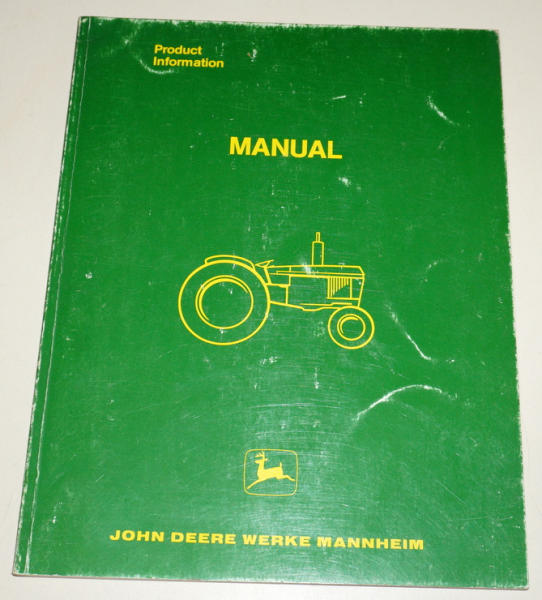 Product
Information
MANUAL
JOHN DEERE WERKE MANNHEIM